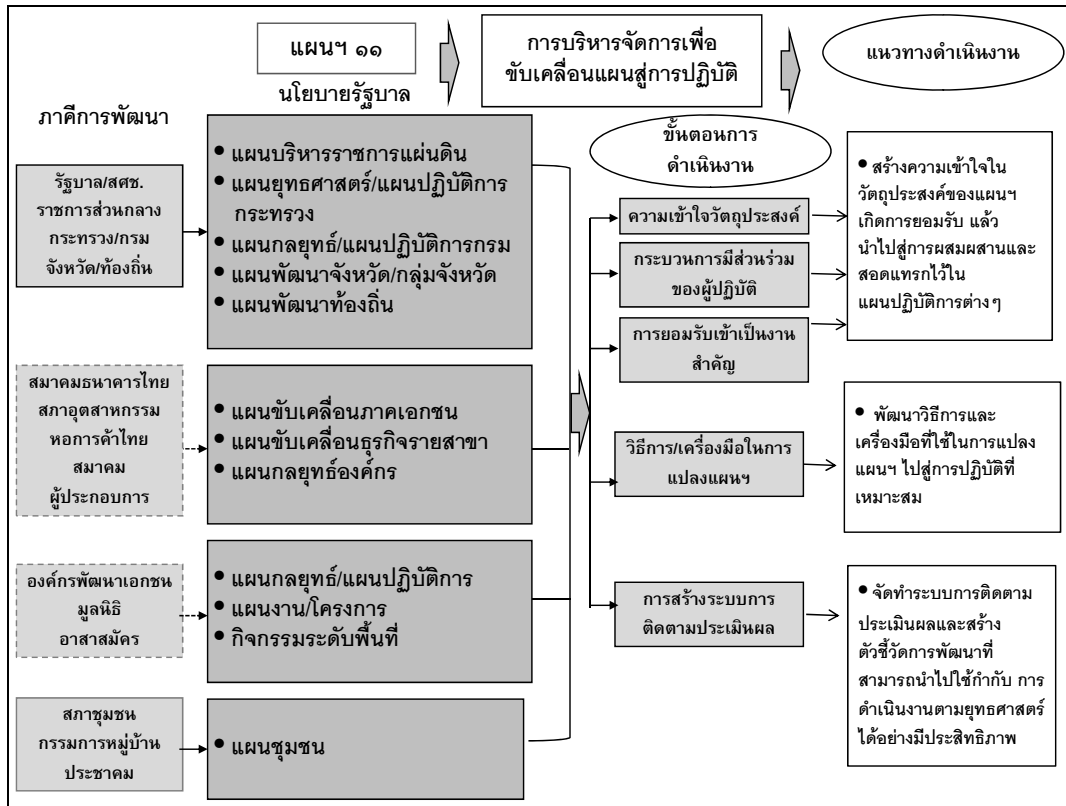 แผนฯ ๑๑
นโยบายรัฐบาล
การบริหารจัดการเพื่อ
ขับเคลื่อนแผนสู่การปฏิบัติ
แนวทางดำเนินงาน
ภาคีการพัฒนา
รัฐบาล/สศช.
ราชการส่วนกลาง
กระทรวง/กรม
จังหวัด/ท้องถิ่น
• แผนบริหารราชการแผ่นดิน
• แผนยุทธศาสตร์/แผนปฏิบัติการ
กระทรวง
• แผนกลยุทธ์/แผนปฏิบัติการกรม
• แผนพัฒนาจังหวัด/กลุ่มจังหวัด
• แผนพัฒนาท้องถิ่น
สมาคมธนาคารไทย
สภาอุตสาหกรรม
หอการค้าไทย
สมาคม
ผู้ประกอบการ
• แผนขับเคลื่อนภาคเอกชน
• แผนขับเคลื่อนธุรกิจรายสาขา
• แผนกลยุทธ์องค์กร
องค์กรพัฒนาเอกชน
มูลนิธิ
อาสาสมัคร
• แผนกลยุทธ์/แผนปฏิบัติการ
• แผนงาน/โครงการ
• กิจกรรมระดับพื้นที่
สภาชุมชน
กรรมการหมู่บ้าน
ประชาคม
• แผนชุมชน
ขั้นตอนการ
ดำเนินงาน
ความเข้าใจวัตถุประสงค์
กระบวนการมีส่วนร่วม
ของผู้ปฏิบัติ
การยอมรับเข้าเป็นงาน
สำคัญ
วิธีการ/เครื่องมือในการ
แปลงแผนฯ
การสร้างระบบการ
ติดตามประเมินผล
• สร้างความเข้าใจใน
วัตถุประสงค์ของแผนฯ
เกิดการยอมรับ แล้ว
นำไปสู่การผสมผสานและ
สอดแทรกไว้ใน
แผนปฏิบัติการต่างๆ
• พัฒนาวิธีการและ
เครื่องมือที่ใช้ในการแปลง
แผนฯ ไปสู่การปฏิบัติที่
เหมาะสม
• จัดทำระบบการติดตาม
ประเมินผลและสร้าง
ตัวชี้วัดการพัฒนาที่
สามารถนำไปใช้กำกับ การ
ดำเนินงานตามยุทธศาสตร์
ได้อย่างมีประสิทธิภาพ